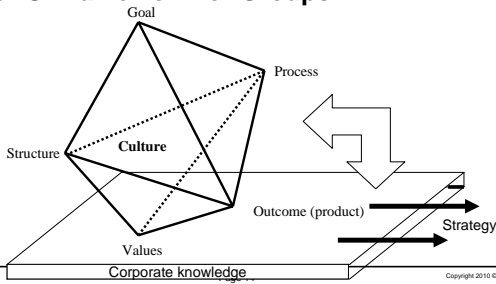 Goal
Process
Structure
Culture
Outcome (product)
Strategy
Values
Corporate knowledge
Copyright 2010 ©